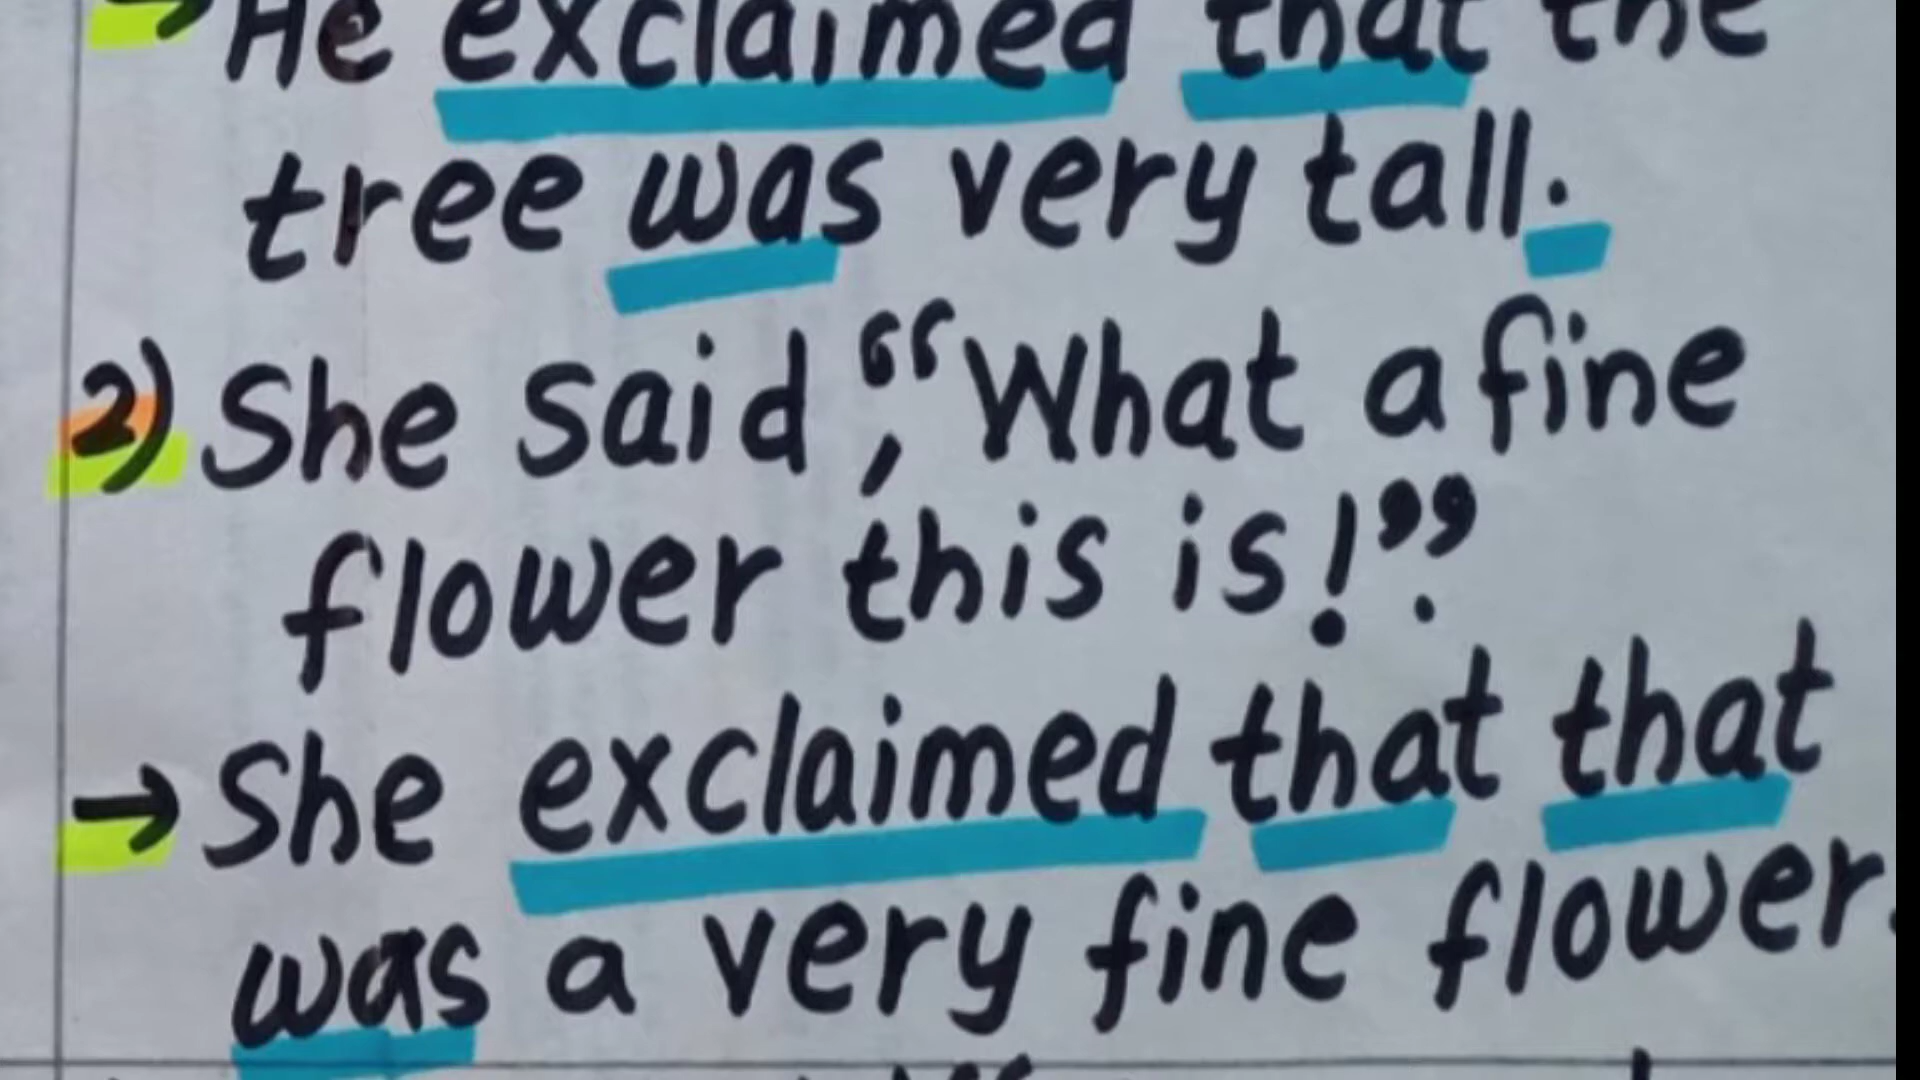 → He exclaimed that the
tree was very tall.
2) She said, “What a fine
flower this is!”.
→ She exclaimed that that
was a very fine flower.